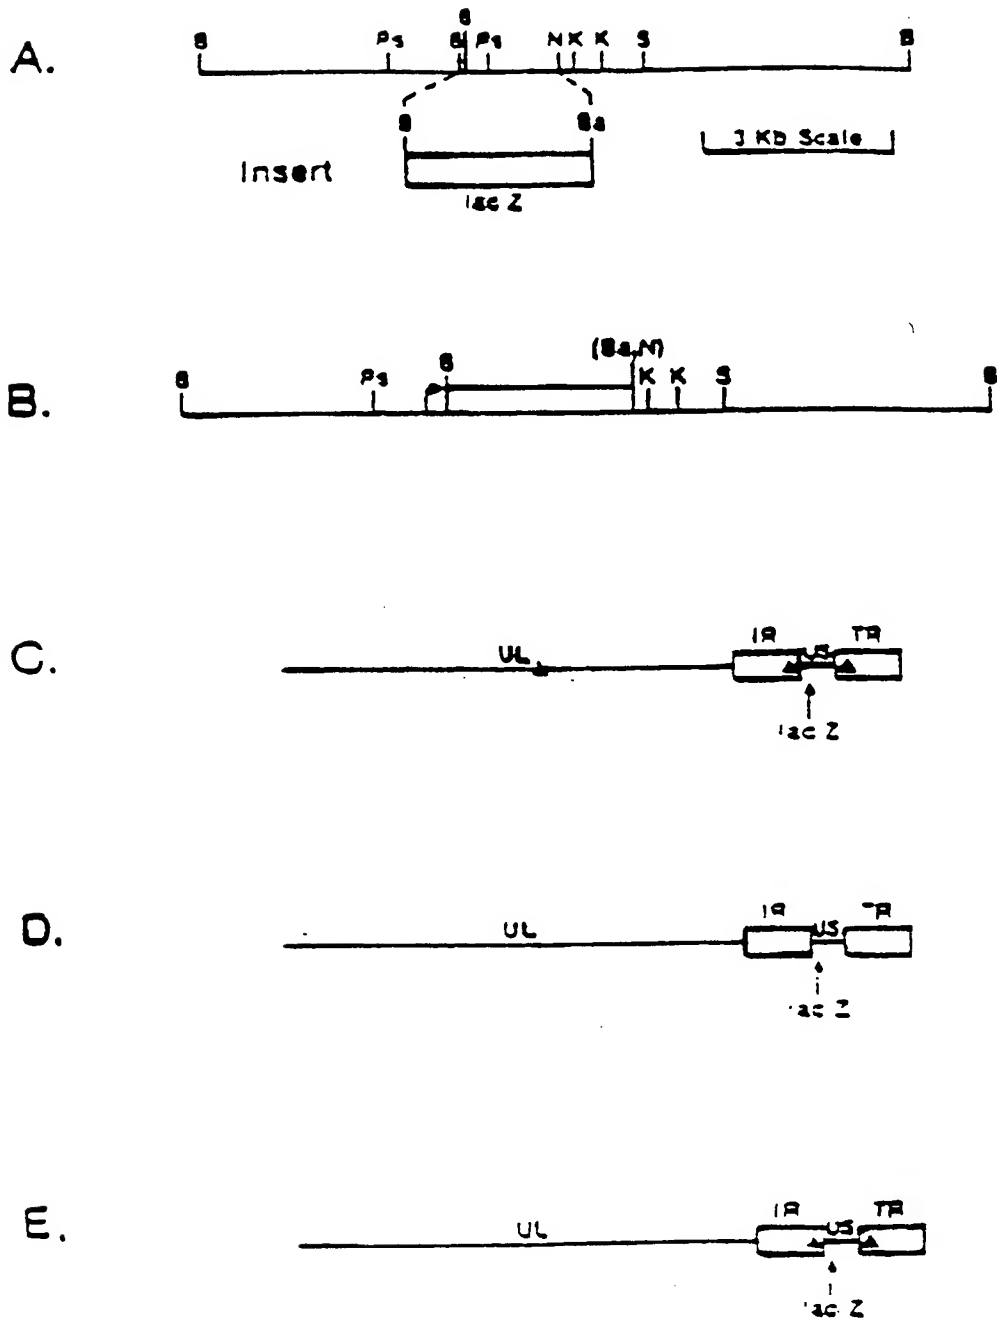 A.
B Ps B B Ps N K K S B
B Ba
3 Kb Scale
Insert
lac Z
B.
B Ps B (Ba,N) K K S B
C.
UL IR US TR
lac Z
D.
UL IR US TR
lac Z
E.
UL IR US TR
lac Z